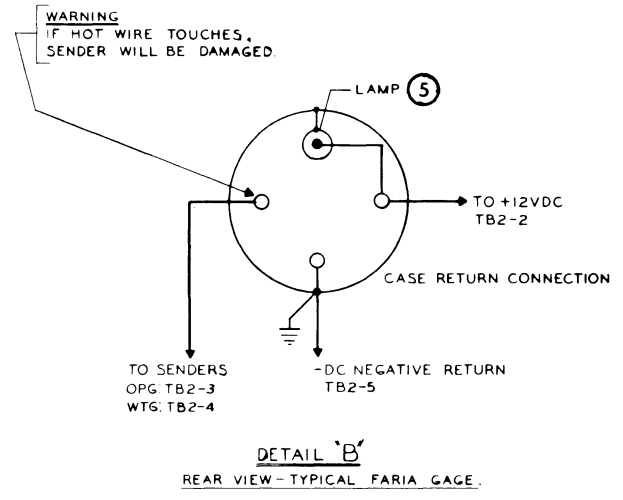 WARNING
IF HOT WIRE TOUCHES,
SENDER WILL BE DAMAGED.
LAMP 5
TO +12VDC
TB2-2
CASE RETURN CONNECTION
TO SENDERS
OPG: TB2-3
WTG: TB2-4
-DC NEGATIVE RETURN
TB2-5
DETAIL "B"
REAR VIEW-TYPICAL FARIA GAGE.